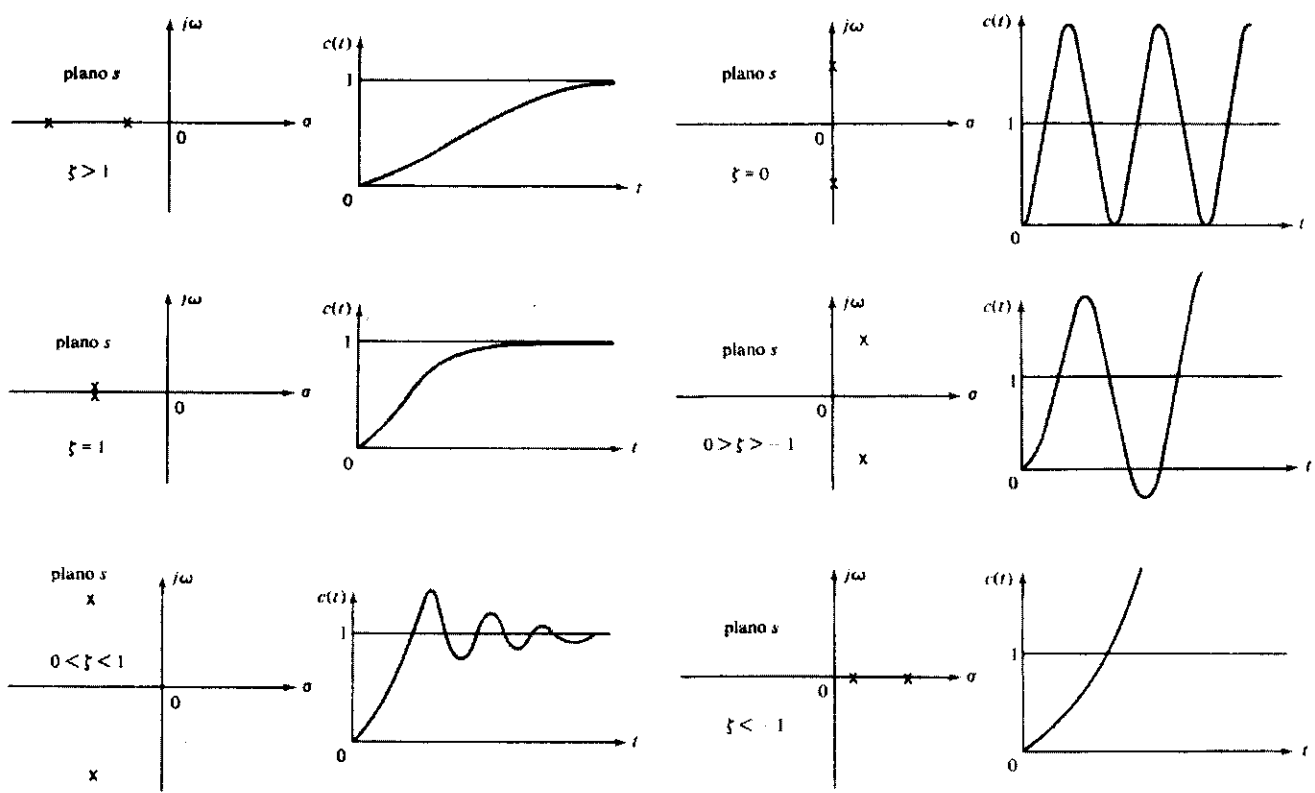 jω
c(t)
plano s
1
σ
0
ζ > 1
0
t
jω
c(t)
plano s
1
σ
0
ζ = 0
0
t
jω
c(t)
plano s
1
σ
0
ζ = 1
0
t
jω
c(t)
plano s
1
σ
0
0 > ζ > - 1
0
t
plano s
jω
c(t)
1
0 < ζ < 1
σ
0
0
t
jω
c(t)
plano s
1
σ
0
ζ < - 1
0
t